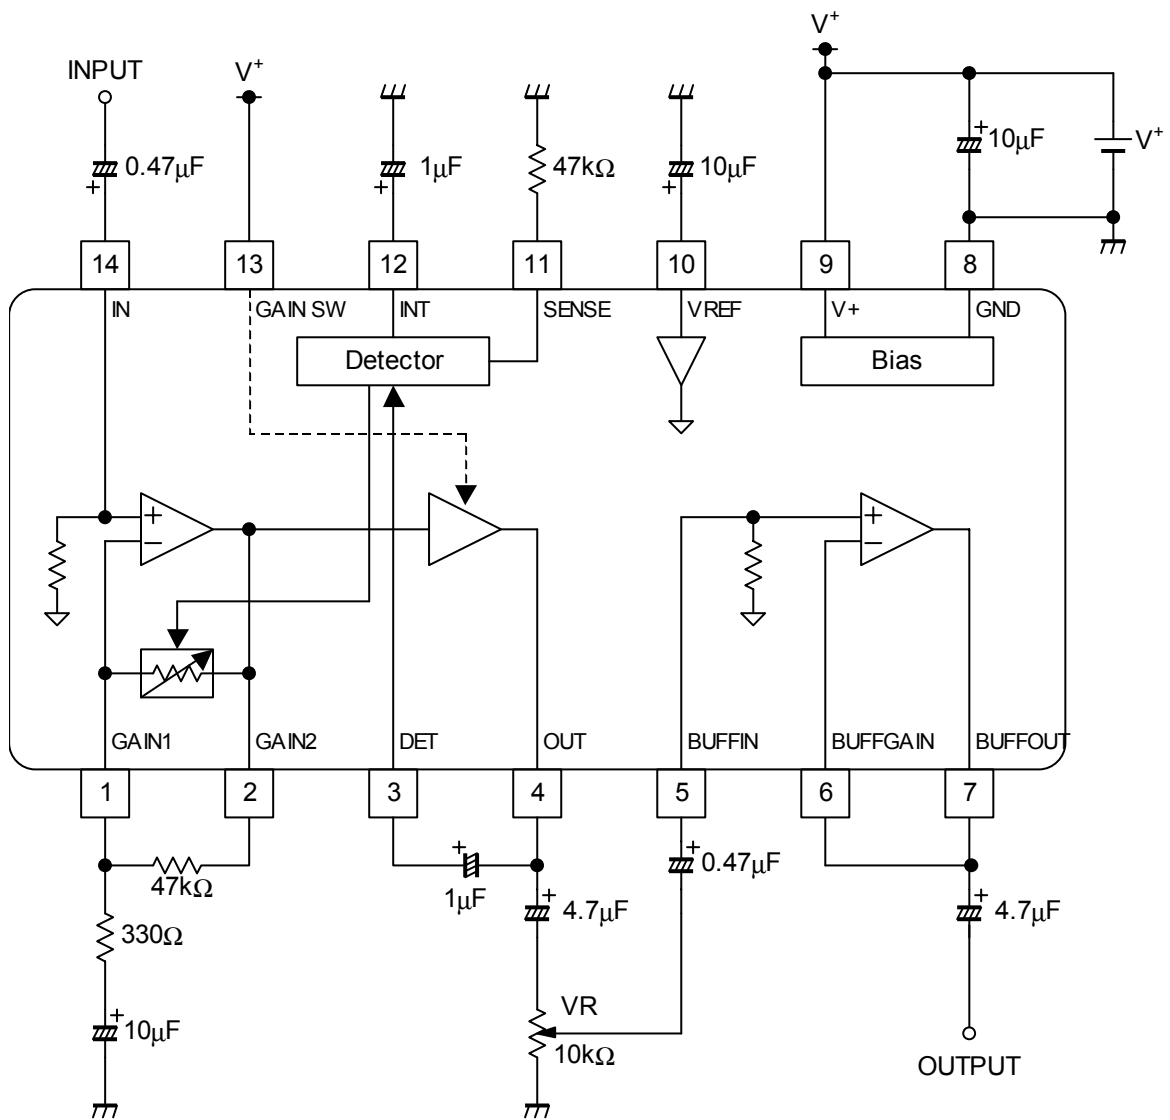 V+
INPUT
V+
0.47µF
+
1µF
+
47kΩ
10µF
+
+
10µF
V+
14
13
12
11
10
9
8
IN
GAIN SW
INT
SENSE
VREF
V+
GND
Detector
Bias
+
−
+
−
GAIN1
GAIN2
DET
OUT
BUFFIN
BUFFGAIN
BUFFOUT
1
2
3
4
5
6
7
47kΩ
+
1µF
+
0.47µF
+
4.7µF
+
4.7µF
330Ω
+
10µF
VR
10kΩ
OUTPUT